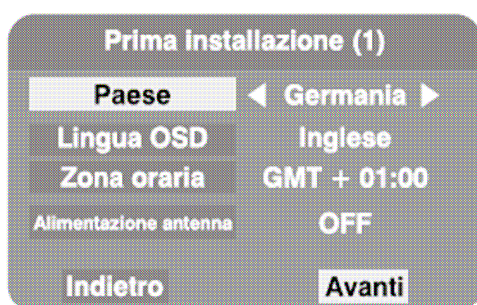 Prima installazione (1)
Paese Germania
Lingua OSD Inglese
Zona oraria GMT + 01:00
Alimentazione antenna OFF
Indietro Avanti